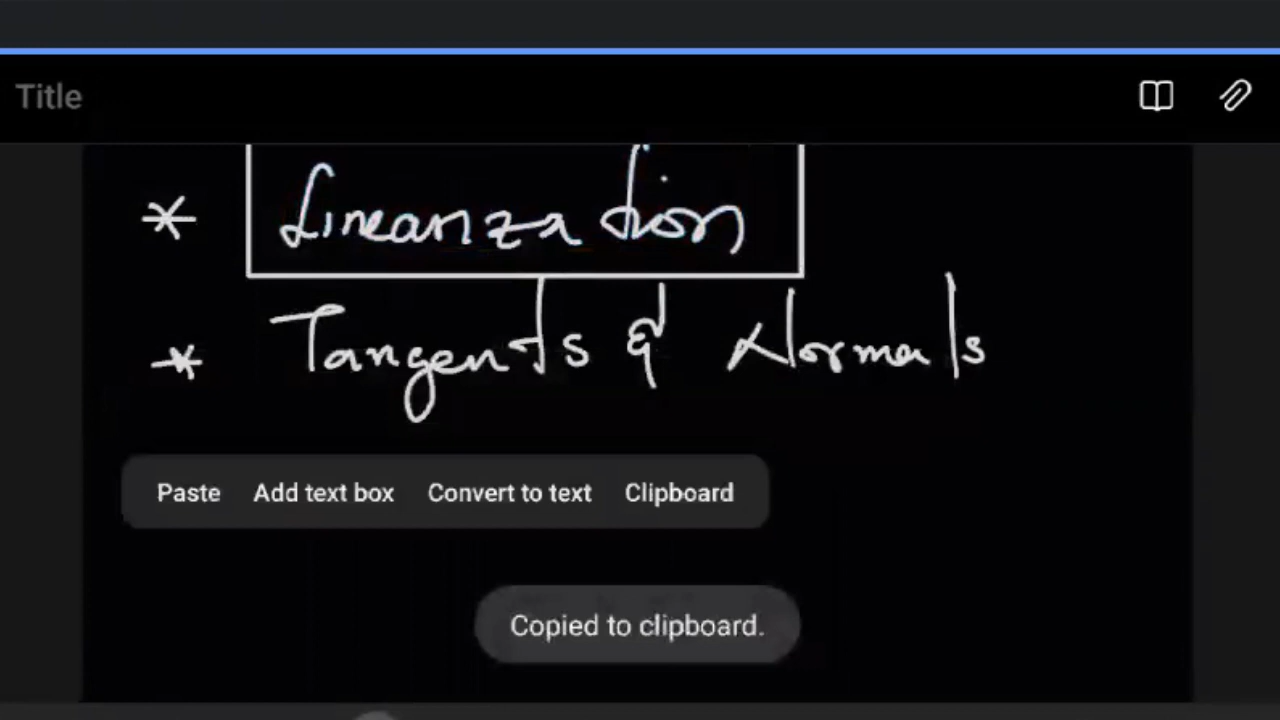 Title
* Linearization
* Tangents & Normals
Paste Add text box Convert to text Clipboard
Copied to clipboard.